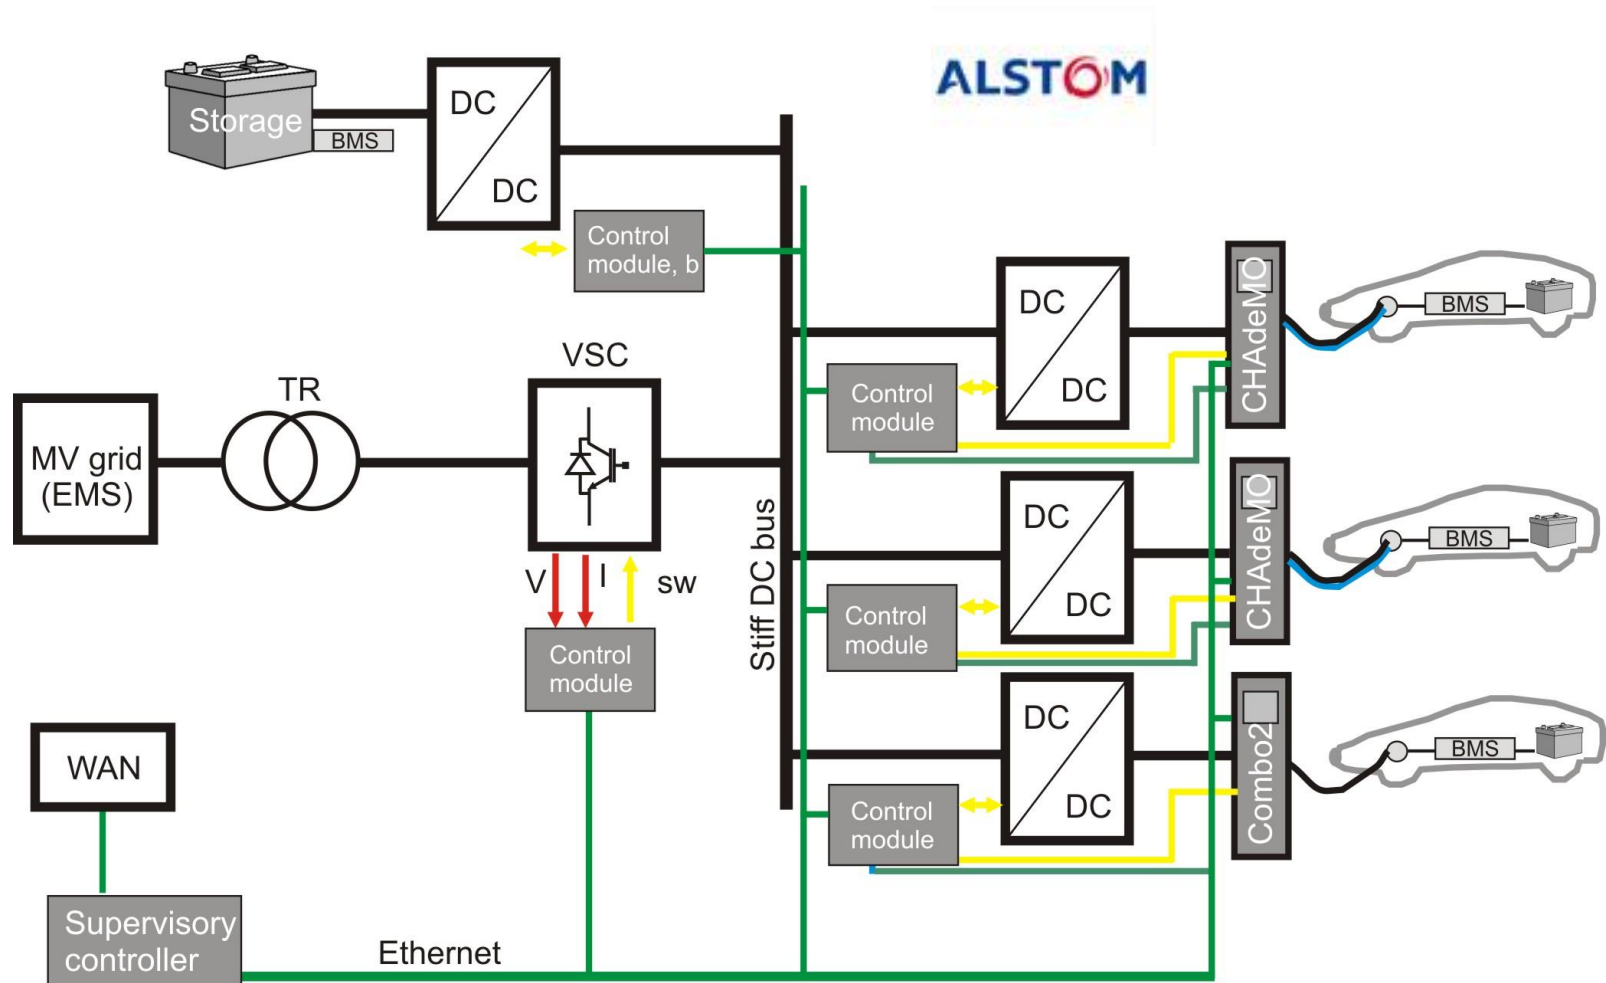 ALSTOM
Storage
BMS
DC
DC
Control
module, b
VSC
TR
MV grid
(EMS)
V
I
sw
Control
module
Stiff DC bus
DC
DC
Control
module
CHAdeMO
BMS
DC
DC
Control
module
CHAdeMO
BMS
DC
DC
Control
module
Combo2
BMS
WAN
Supervisory
controller
Ethernet